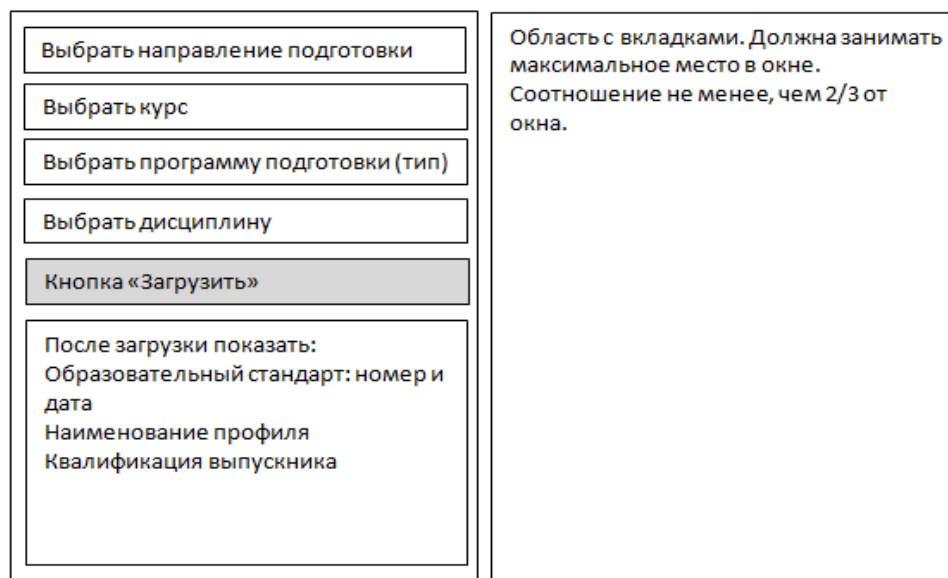 Выбрать направление подготовки
Выбрать курс
Выбрать программу подготовки (тип)
Выбрать дисциплину
Кнопка «Загрузить»
После загрузки показать:
Образовательный стандарт: номер и
дата
Наименование профиля
Квалификация выпускника
Область с вкладками. Должна занимать
максимальное место в окне.
Соотношение не менее, чем 2/3 от
окна.